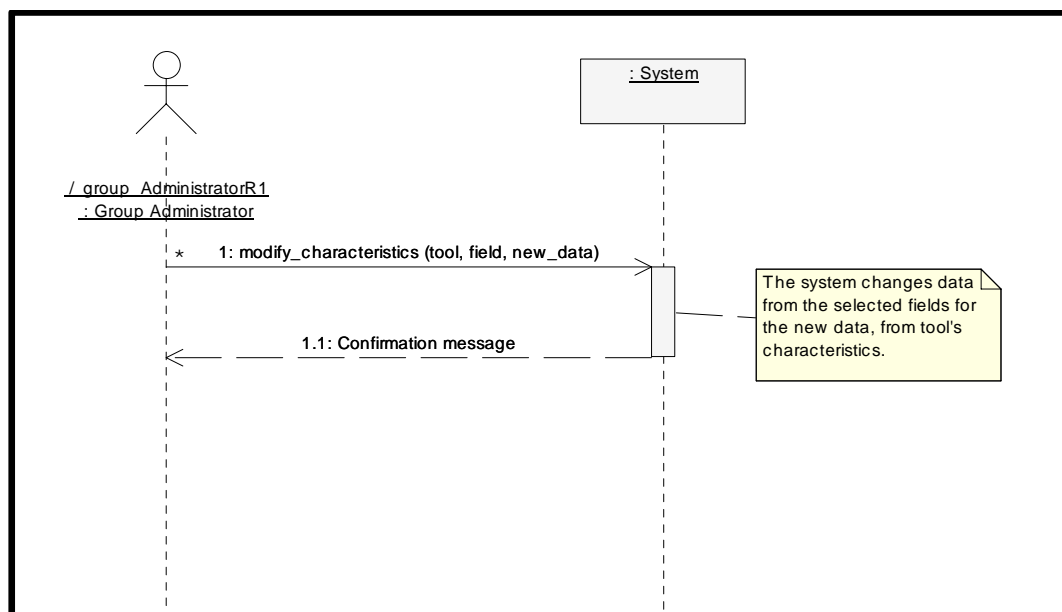 : System
/ group_AdministratorR1
: Group Administrator
* 1: modify_characteristics (tool, field, new_data)
The system changes data
from the selected fields for
the new data, from tool's
characteristics.
1.1: Confirmation message